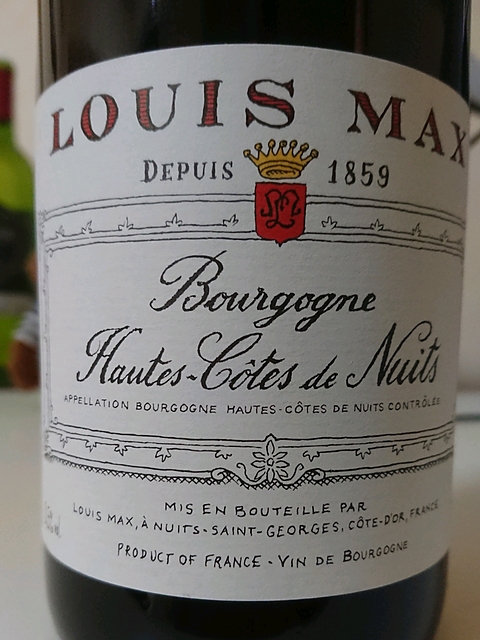 LOUIS MAX
DEPUIS 1859
LM
Bourgogne
Hautes-Côtes de Nuits
APPELLATION BOURGOGNE HAUTES-CÔTES DE NUITS CONTRÔLÉE
MIS EN BOUTEILLE PAR
LOUIS MAX, À NUITS-SAINT-GEORGES, CÔTE-D'OR, FRANCE
PRODUCT OF FRANCE - VIN DE BOURGOGNE